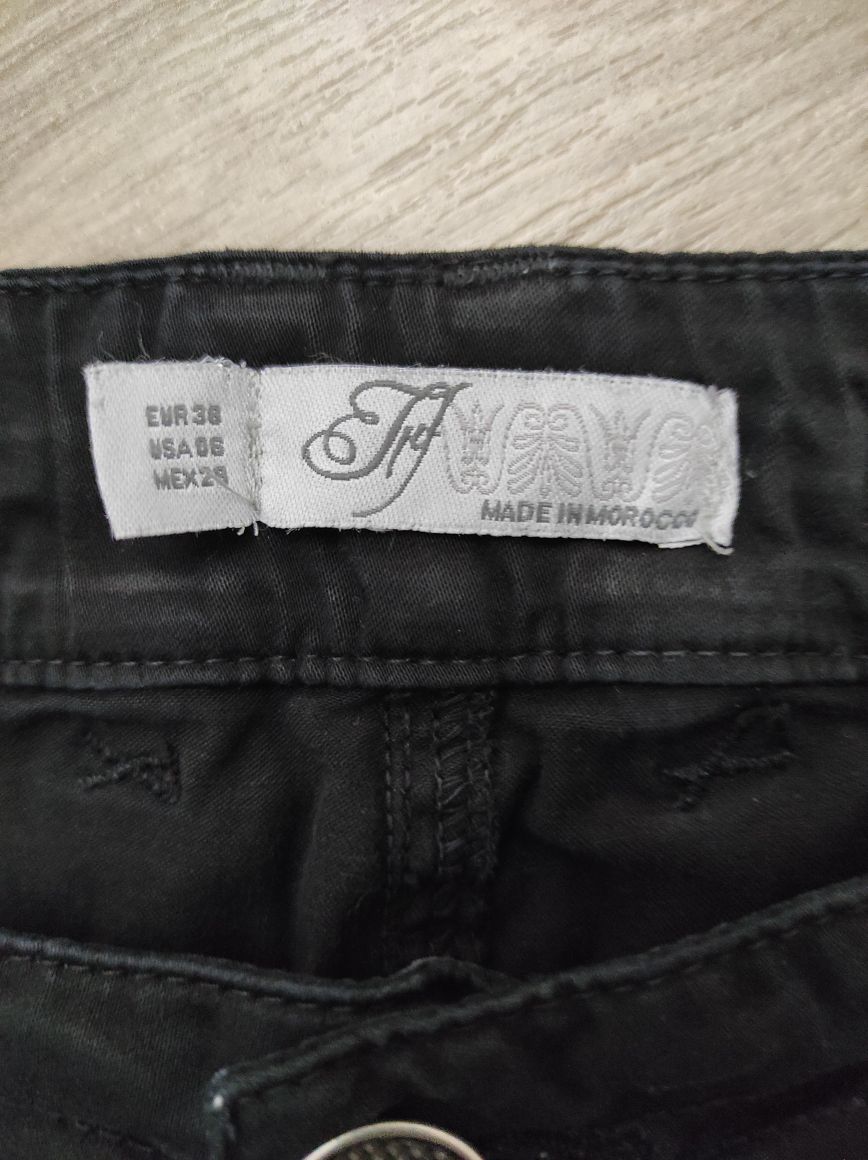 EUR 38
USA 06
MEX 28
Trf
MADE IN MOROCCO